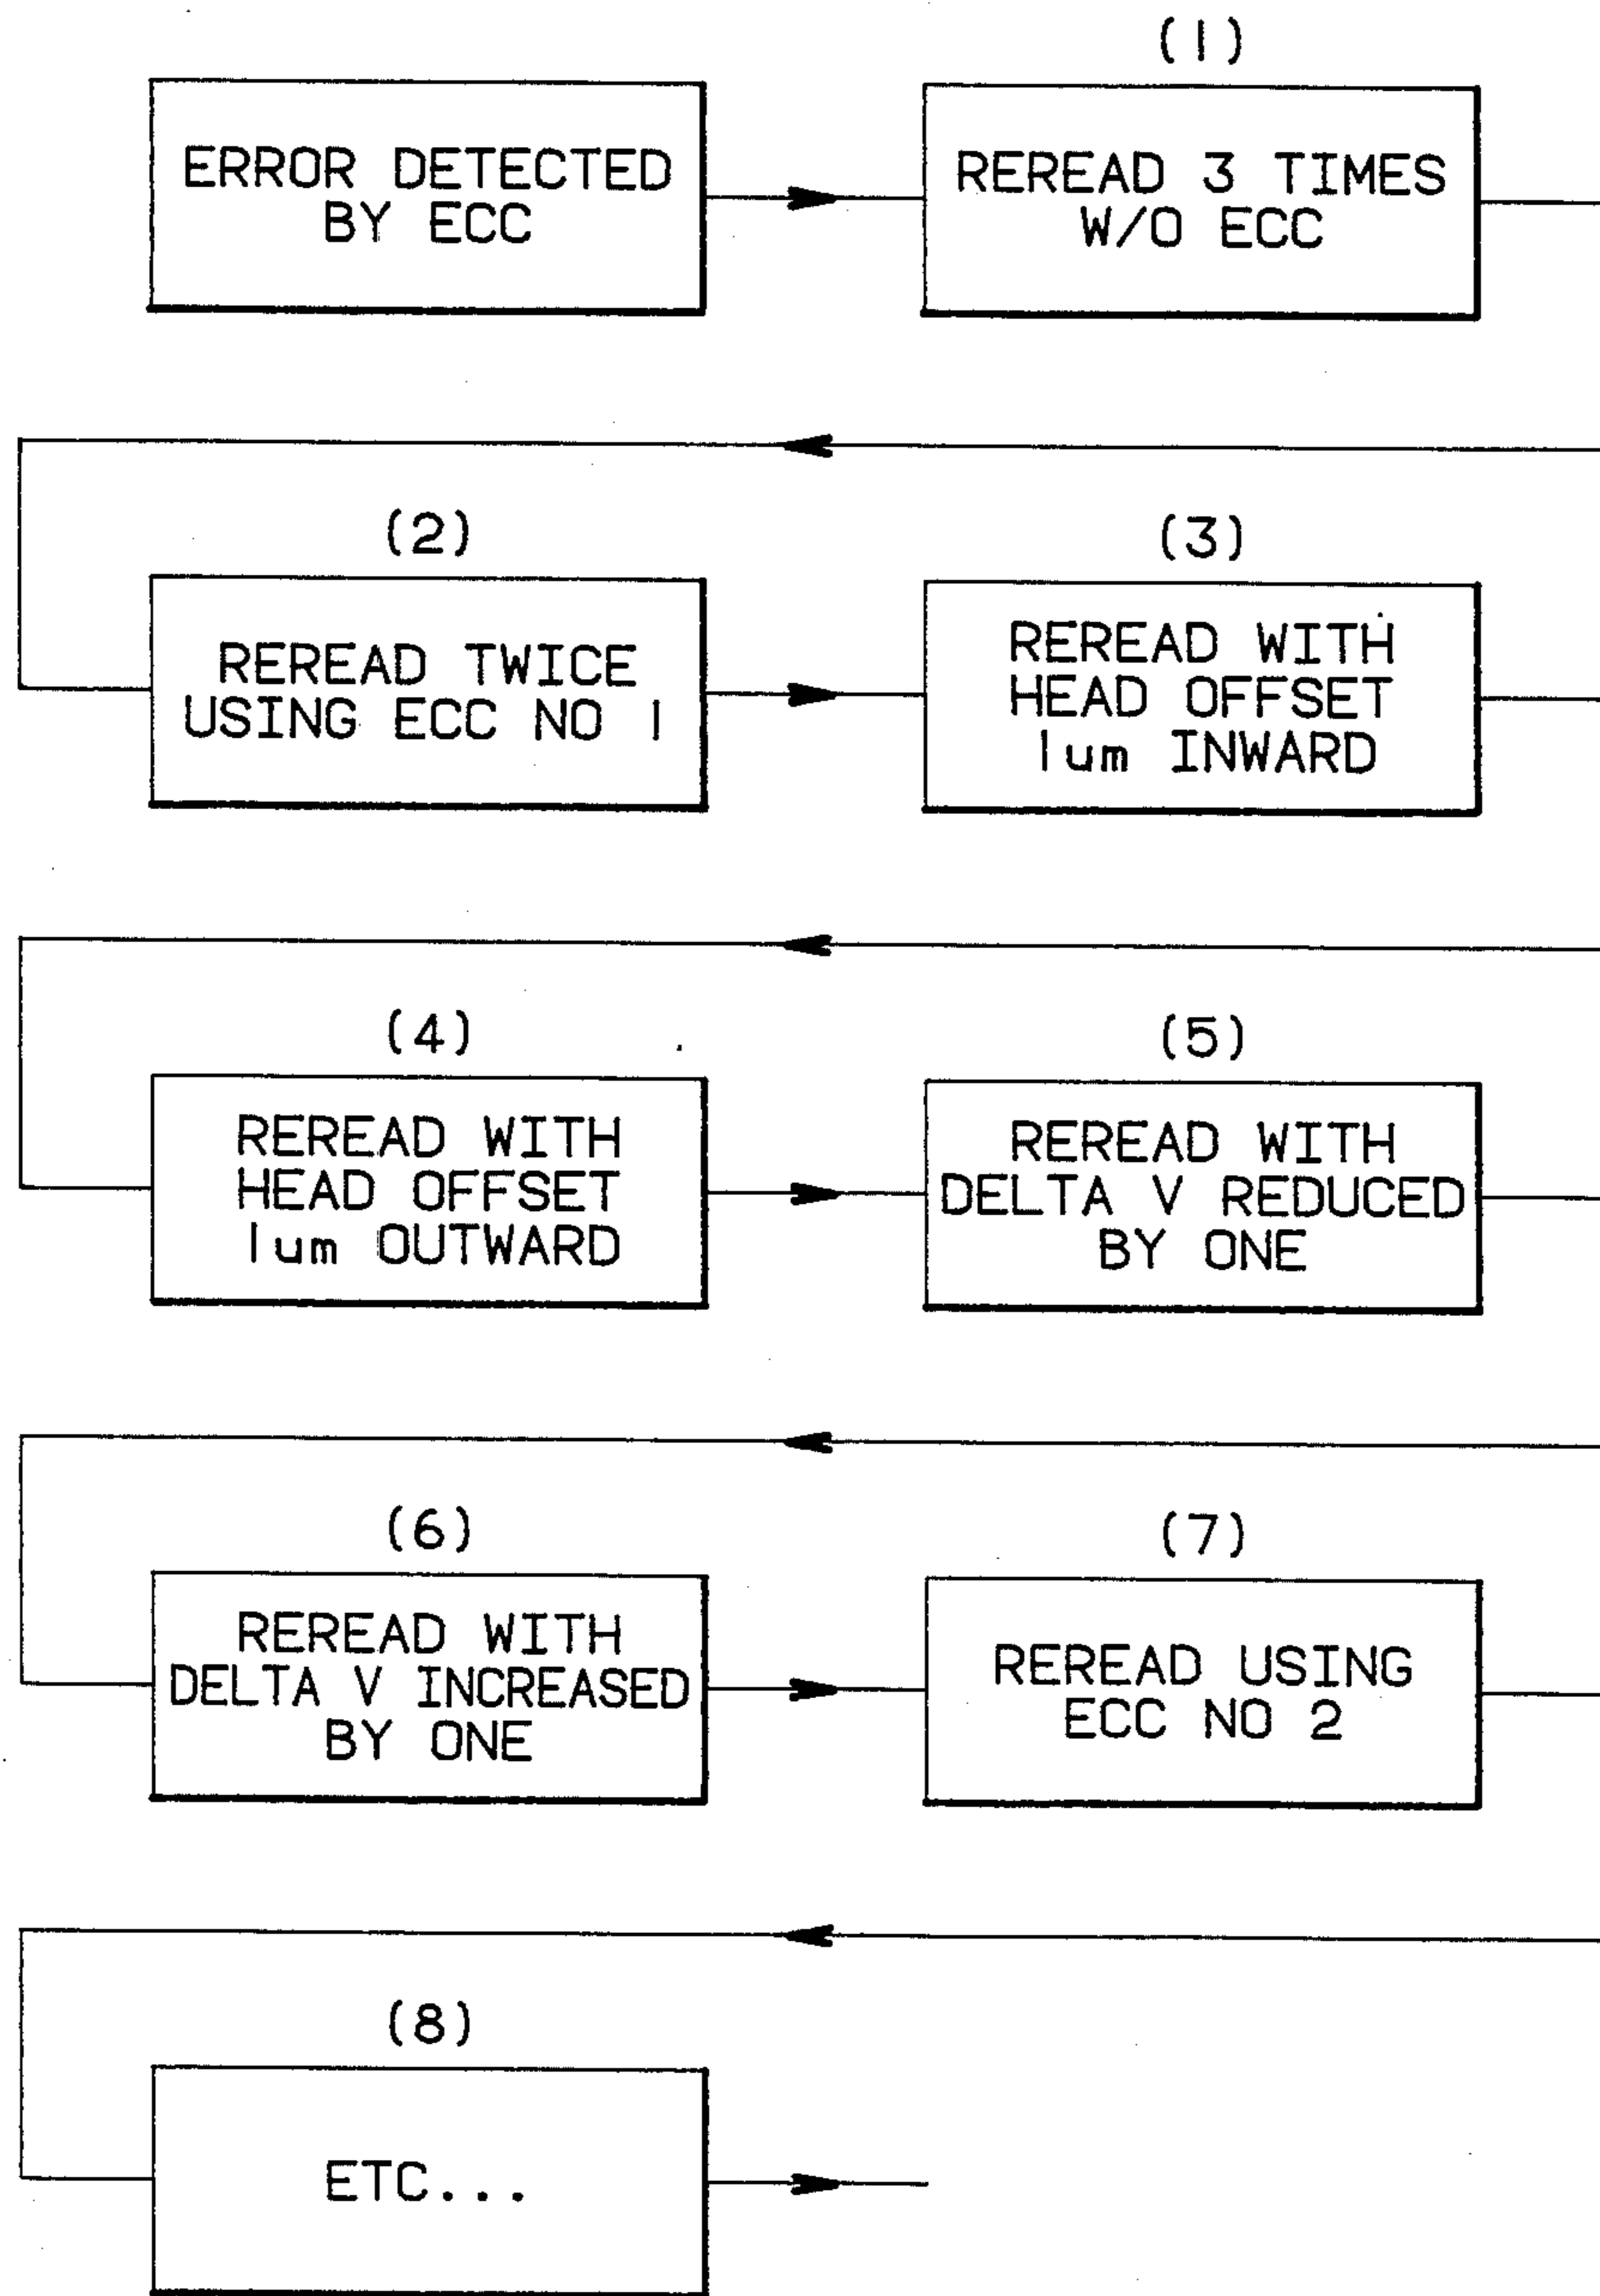 ERROR DETECTED
BY ECC
(1)
REREAD 3 TIMES
W/O ECC
(2)
REREAD TWICE
USING ECC NO 1
(3)
REREAD WITH
HEAD OFFSET
1um INWARD
(4)
REREAD WITH
HEAD OFFSET
1um OUTWARD
(5)
REREAD WITH
DELTA V REDUCED
BY ONE
(6)
REREAD WITH
DELTA V INCREASED
BY ONE
(7)
REREAD USING
ECC NO 2
(8)
ETC...